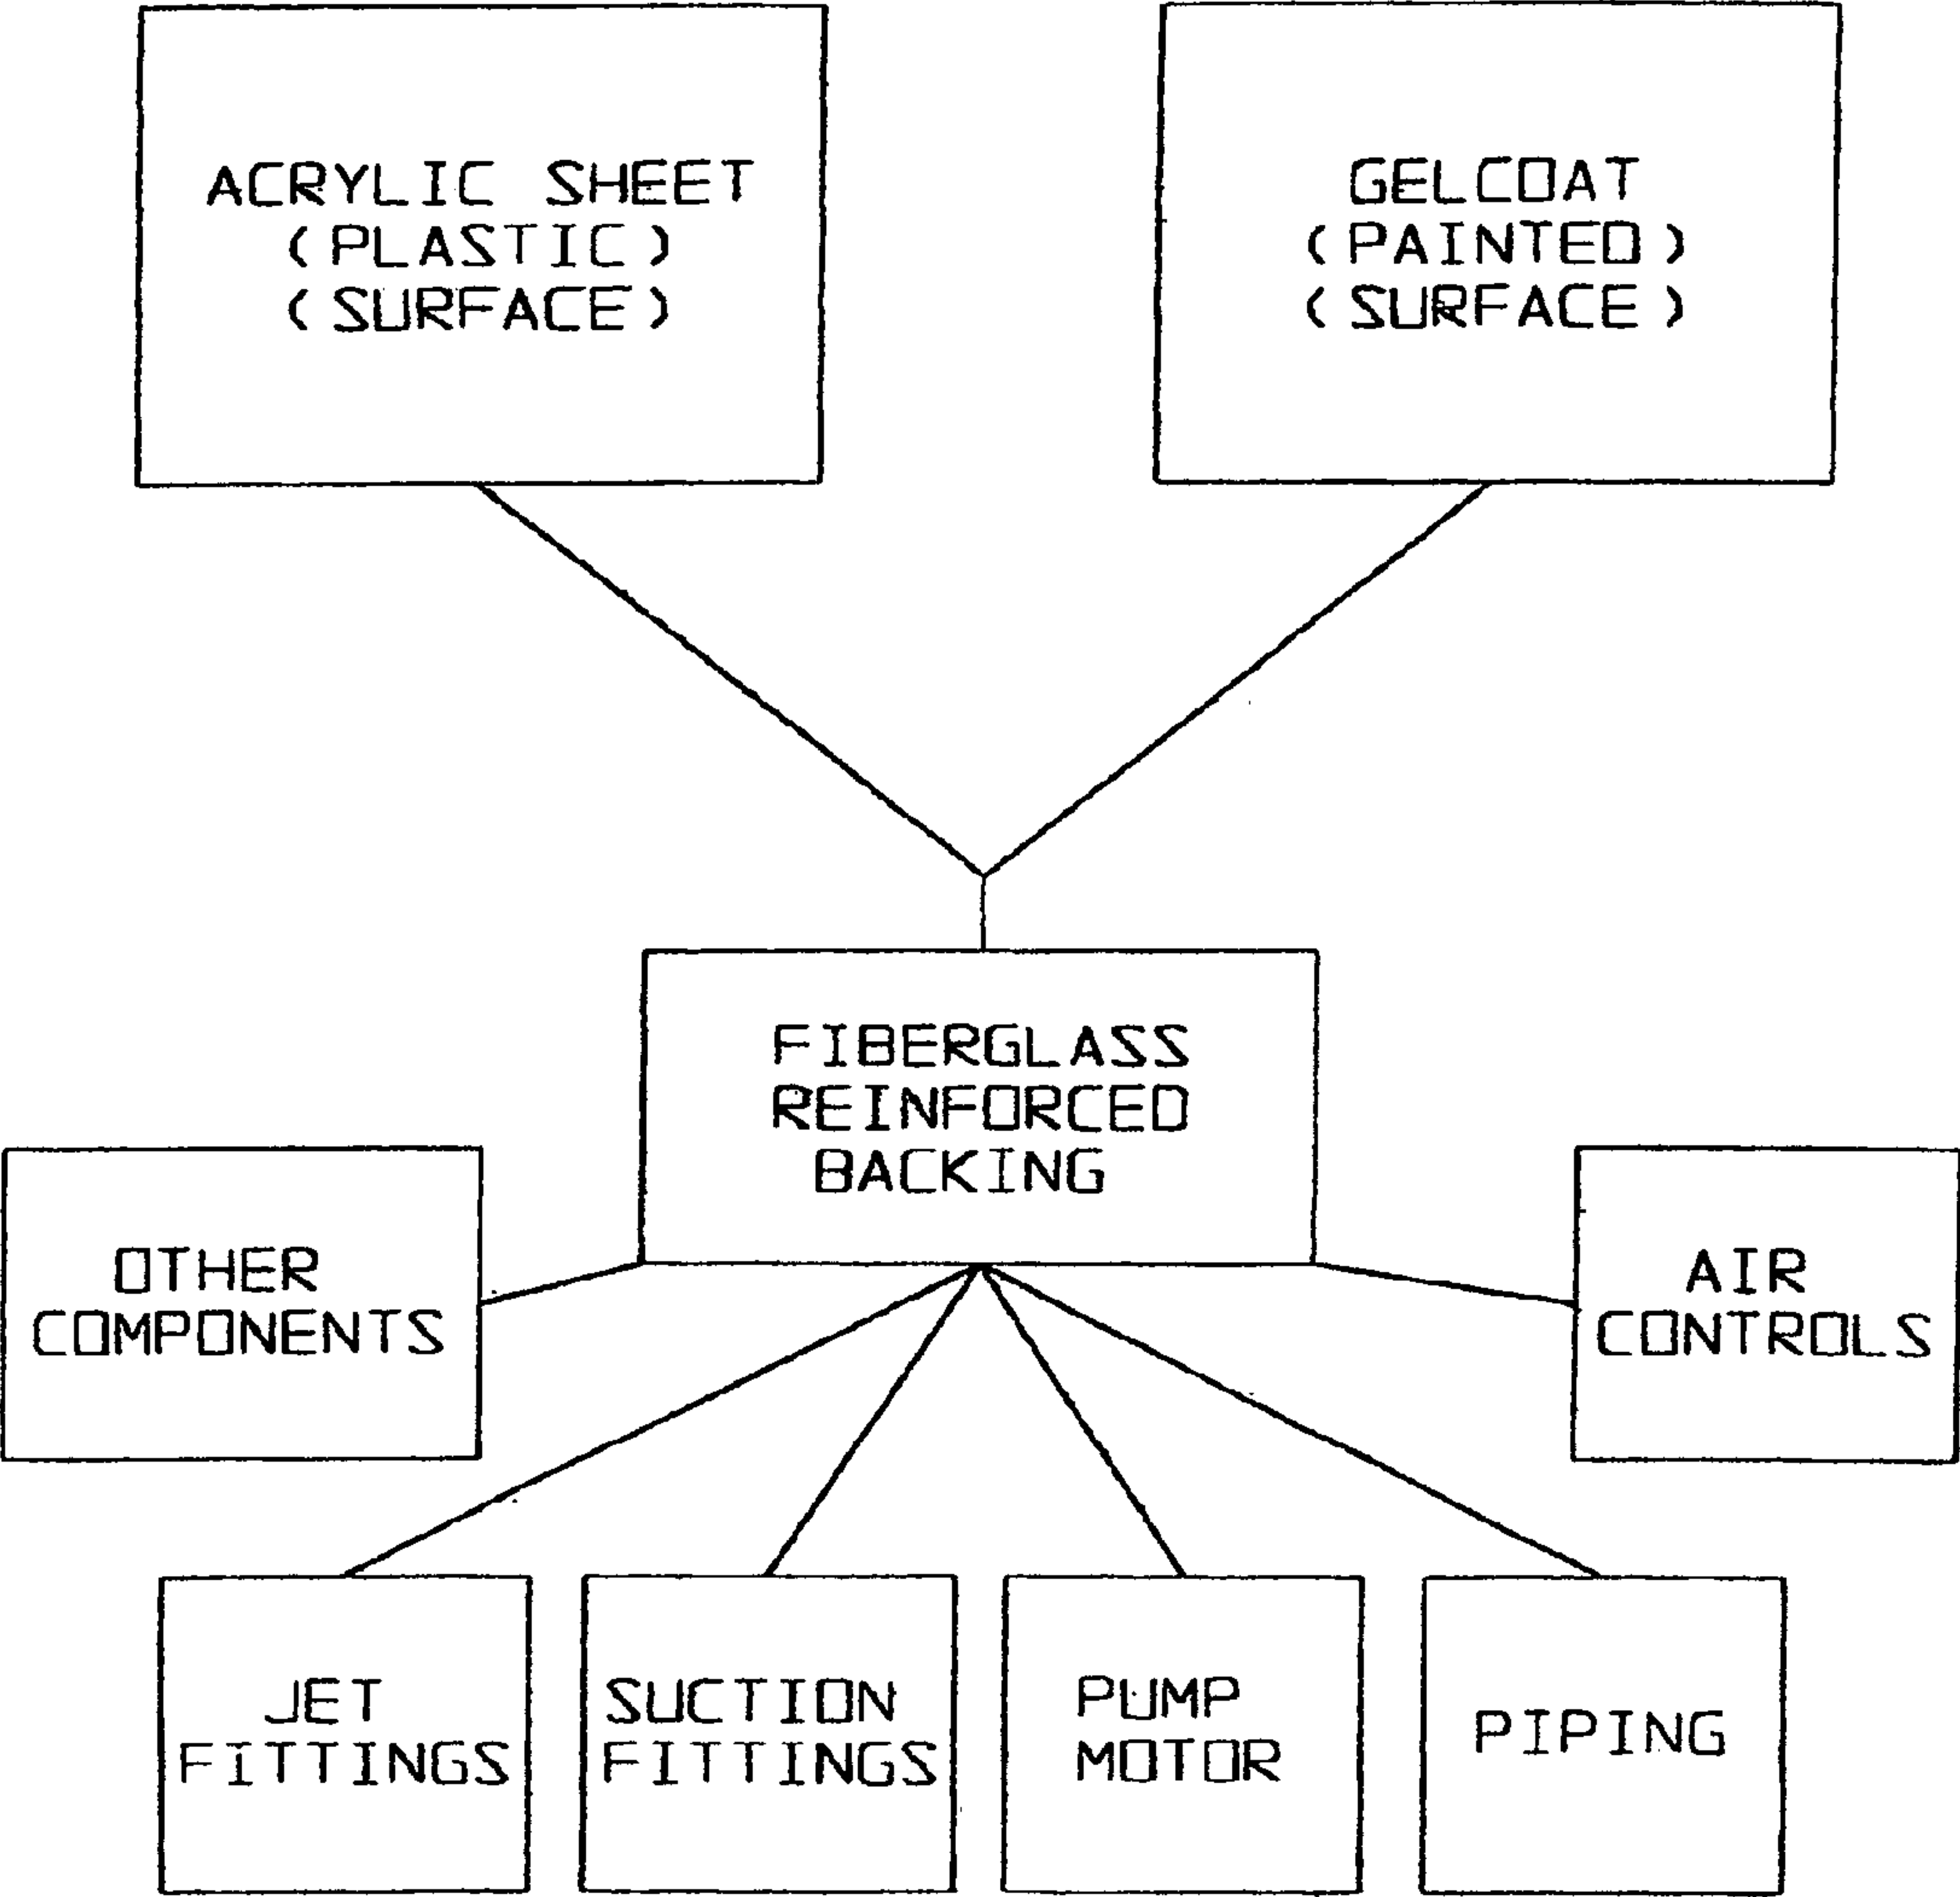 ACRYLIC SHEET
(PLASTIC)
(SURFACE)
GELCOAT
(PAINTED)
(SURFACE)
FIBERGLASS
REINFORCED
BACKING
OTHER
COMPONENTS
AIR
CONTROLS
JET
FITTINGS
SUCTION
FITTINGS
PUMP
MOTOR
PIPING